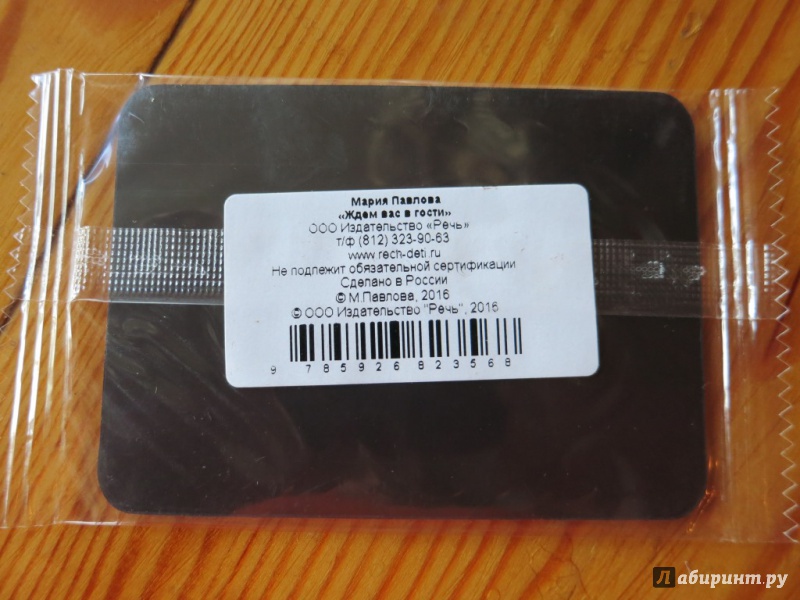 Мария Павлова
«Ждем вас в гости»
ООО Издательство «Речь»
т/ф (812) 323-90-63
www.rech-deti.ru
Не подлежит обязательной сертификации
Сделано в России
© М.Павлова, 2016
© ООО Издательство "Речь", 2016
9 785926 823568
Лабиринт.ру